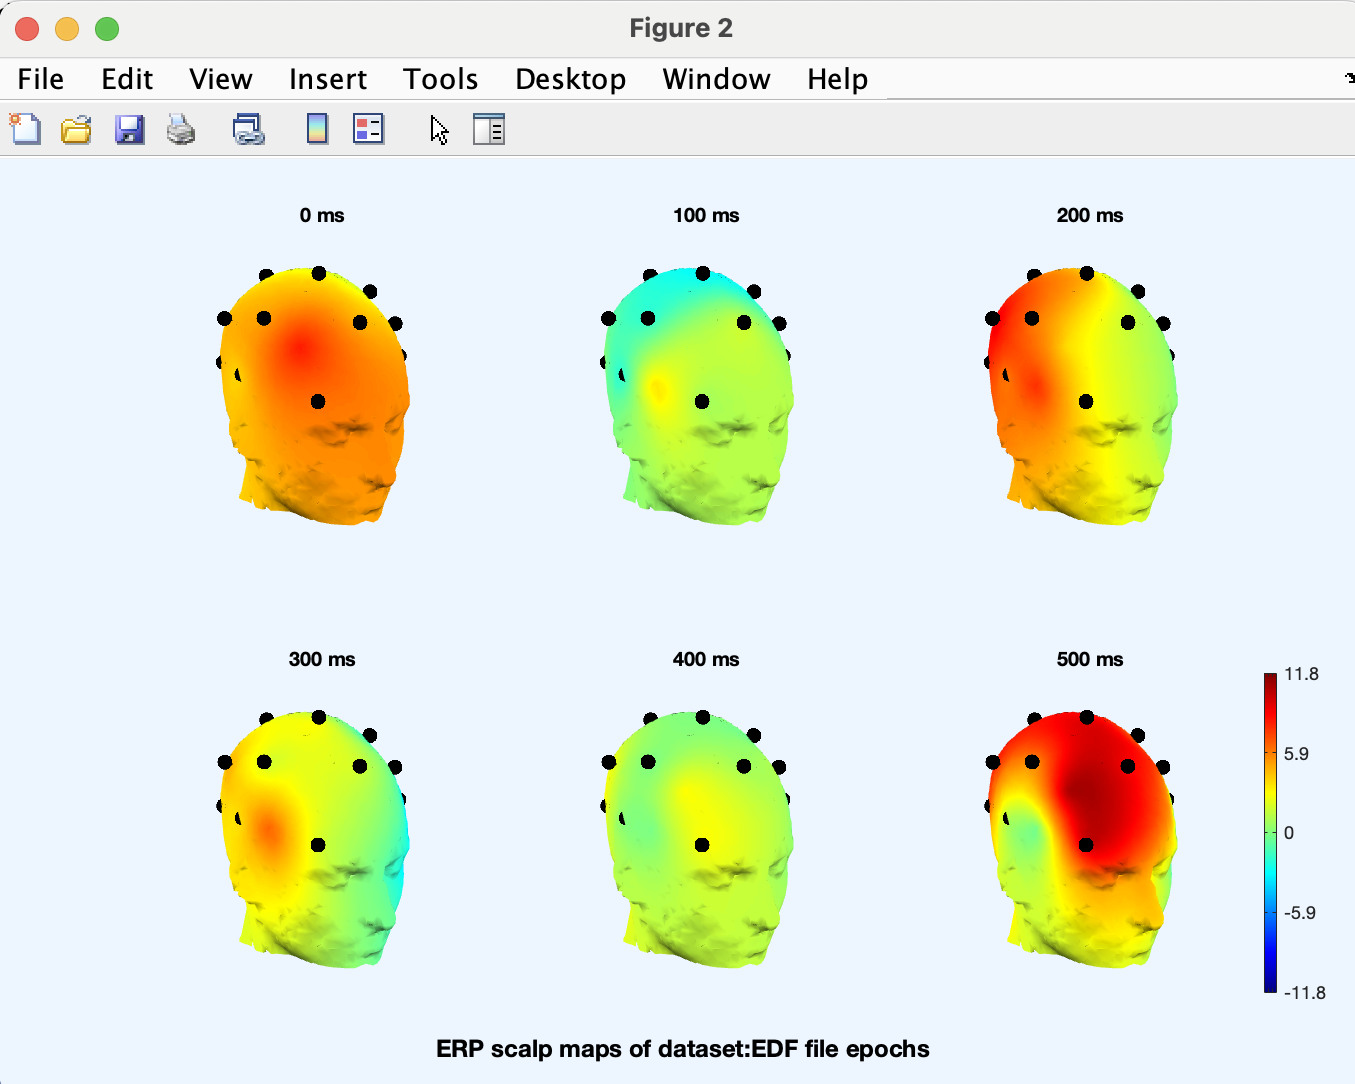 Figure 2
File Edit View Insert Tools Desktop Window Help
0 ms 100 ms 200 ms
300 ms 400 ms 500 ms
11.8
5.9
0
-5.9
-11.8
ERP scalp maps of dataset:EDF file epochs